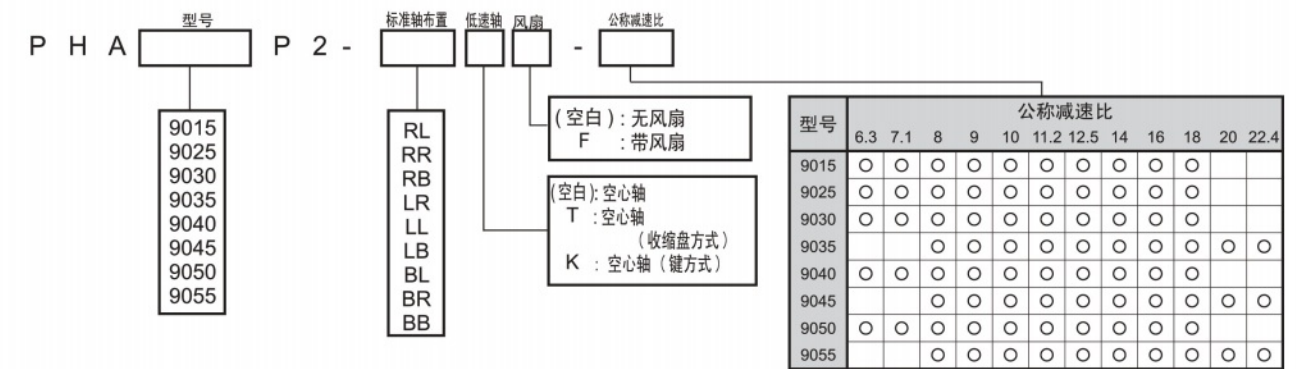 型号
标准轴布置
低速轴
风扇
公称减速比
P H A P 2 - -
9015
9025
9030
9035
9040
9045
9050
9055
RL
RR
RB
LR
LL
LB
BL
BR
BB
(空白):无风扇
F :带风扇
(空白):空心轴
T :空心轴
(收缩盘方式)
K :空心轴(键方式)
型号 公称减速比
6.3 7.1 8 9 10 11.2 12.5 14 16 18 20 22.4
9015 ○ ○ ○ ○ ○ ○ ○ ○ ○ ○
9025 ○ ○ ○ ○ ○ ○ ○ ○ ○ ○
9030 ○ ○ ○ ○ ○ ○ ○ ○ ○ ○
9035 ○ ○ ○ ○ ○ ○ ○ ○ ○ ○
9040 ○ ○ ○ ○ ○ ○ ○ ○ ○ ○
9045 ○ ○ ○ ○ ○ ○ ○ ○ ○ ○
9050 ○ ○ ○ ○ ○ ○ ○ ○ ○ ○
9055 ○ ○ ○ ○ ○ ○ ○ ○ ○ ○